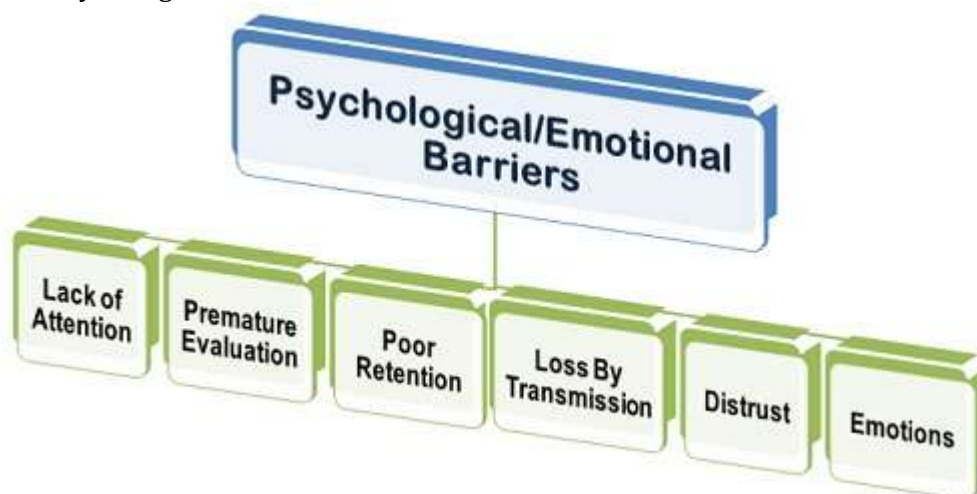 Psychological/Emotional
Barriers
Lack of
Attention
Premature
Evaluation
Poor
Retention
Loss By
Transmission
Distrust
Emotions